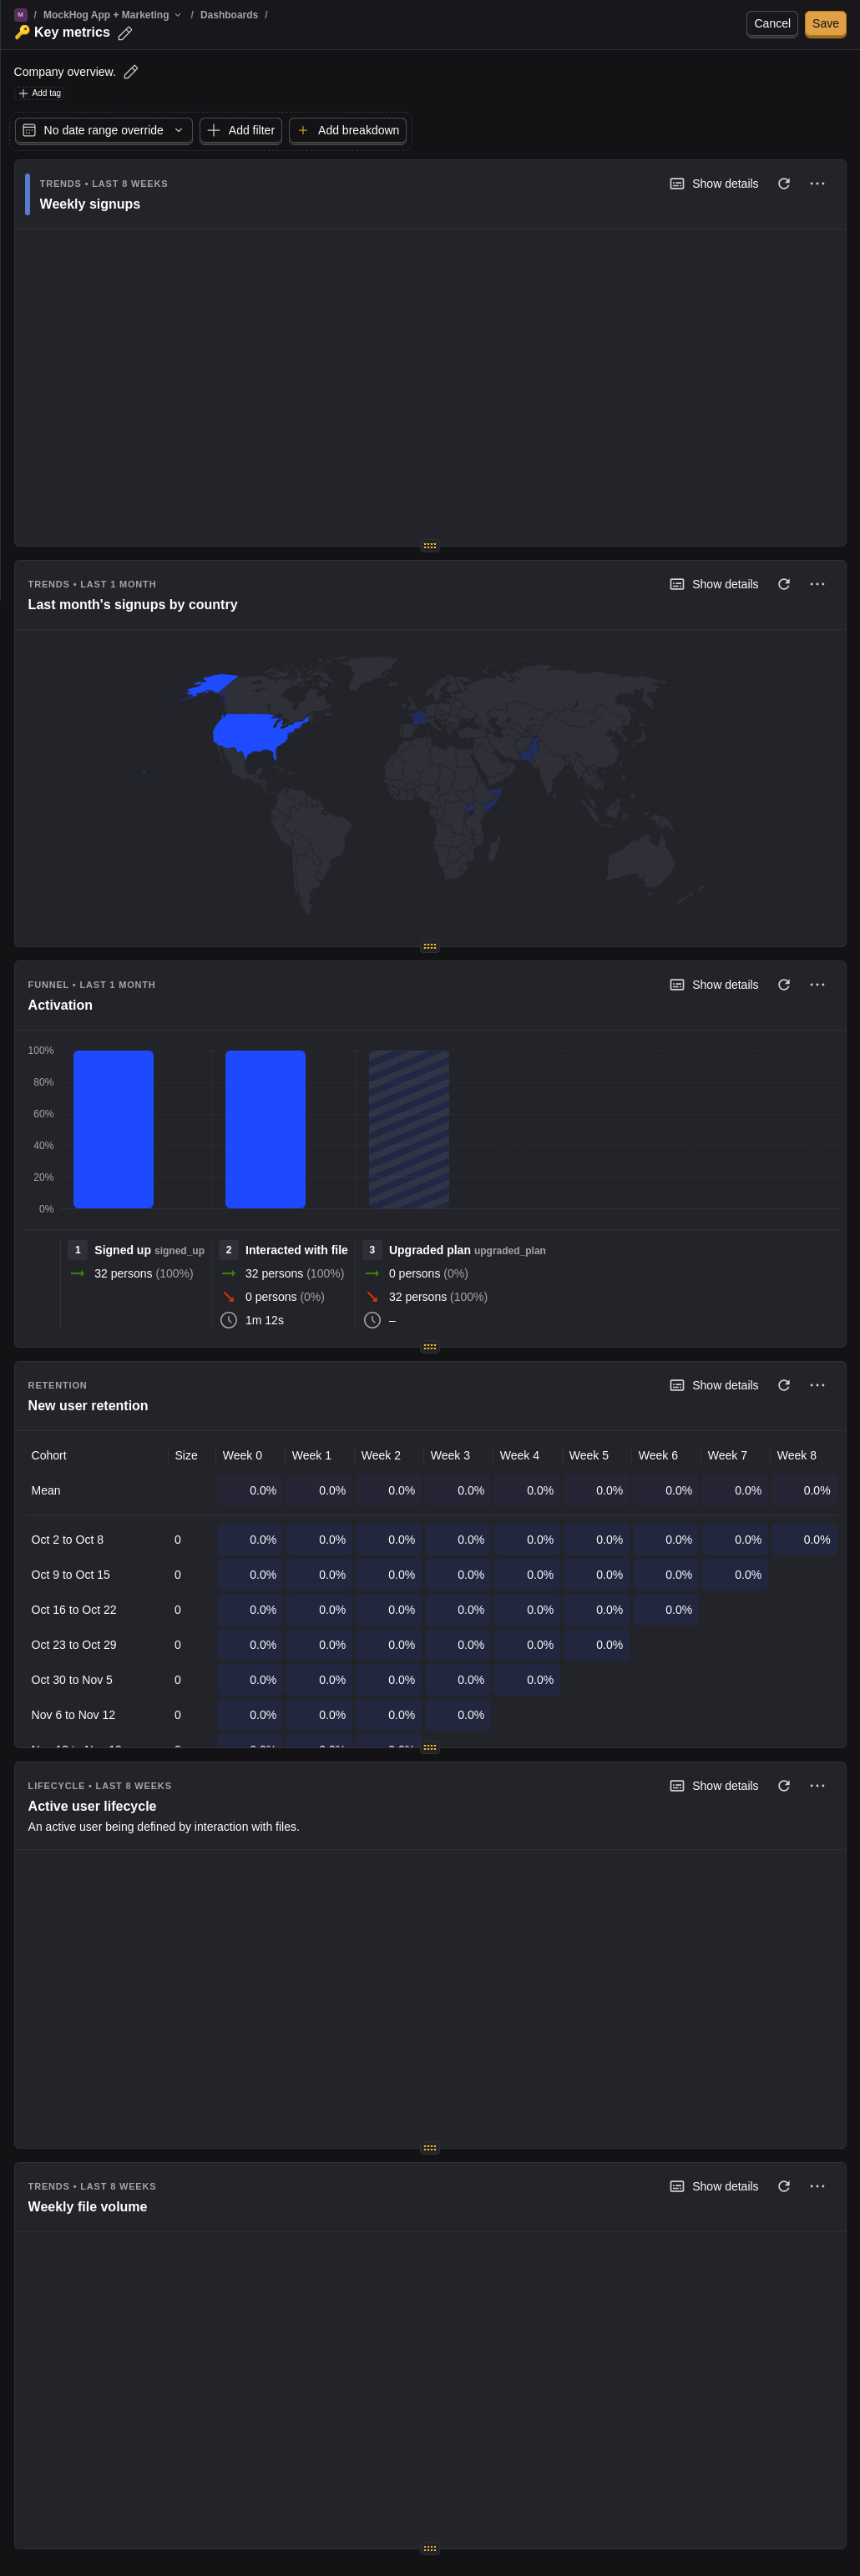 M / MockHog App + Marketing / Dashboards /
🔑 Key metrics
Cancel
Save
Company overview.
+ Add tag
No date range override
Add filter
Add breakdown
TRENDS • LAST 8 WEEKS
Show details
Weekly signups
TRENDS • LAST 1 MONTH
Show details
Last month's signups by country
FUNNEL • LAST 1 MONTH
Show details
Activation
100%
80%
60%
40%
20%
0%
1 Signed up signed_up
32 persons (100%)
2 Interacted with file
32 persons (100%)
0 persons (0%)
1m 12s
3 Upgraded plan upgraded_plan
0 persons (0%)
32 persons (100%)
–
RETENTION
Show details
New user retention
Cohort Size Week 0 Week 1 Week 2 Week 3 Week 4 Week 5 Week 6 Week 7 Week 8
Mean 0.0% 0.0% 0.0% 0.0% 0.0% 0.0% 0.0% 0.0% 0.0%
Oct 2 to Oct 8 0 0.0% 0.0% 0.0% 0.0% 0.0% 0.0% 0.0% 0.0% 0.0%
Oct 9 to Oct 15 0 0.0% 0.0% 0.0% 0.0% 0.0% 0.0% 0.0% 0.0%
Oct 16 to Oct 22 0 0.0% 0.0% 0.0% 0.0% 0.0% 0.0% 0.0%
Oct 23 to Oct 29 0 0.0% 0.0% 0.0% 0.0% 0.0% 0.0%
Oct 30 to Nov 5 0 0.0% 0.0% 0.0% 0.0% 0.0%
Nov 6 to Nov 12 0 0.0% 0.0% 0.0% 0.0%
LIFECYCLE • LAST 8 WEEKS
Show details
Active user lifecycle
An active user being defined by interaction with files.
TRENDS • LAST 8 WEEKS
Show details
Weekly file volume